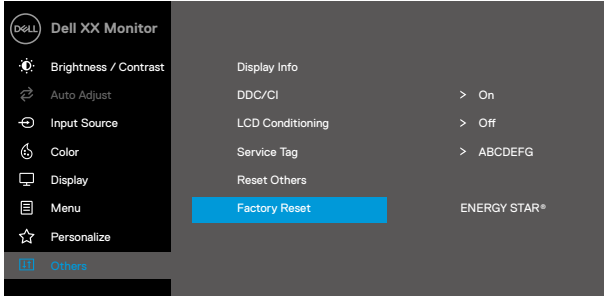 DELL Dell XX Monitor
Brightness / Contrast Display Info
Auto Adjust DDC/CI > On
Input Source LCD Conditioning > Off
Color Service Tag > ABCDEFG
Display Reset Others
Menu Factory Reset ENERGY STAR®
Personalize
Others